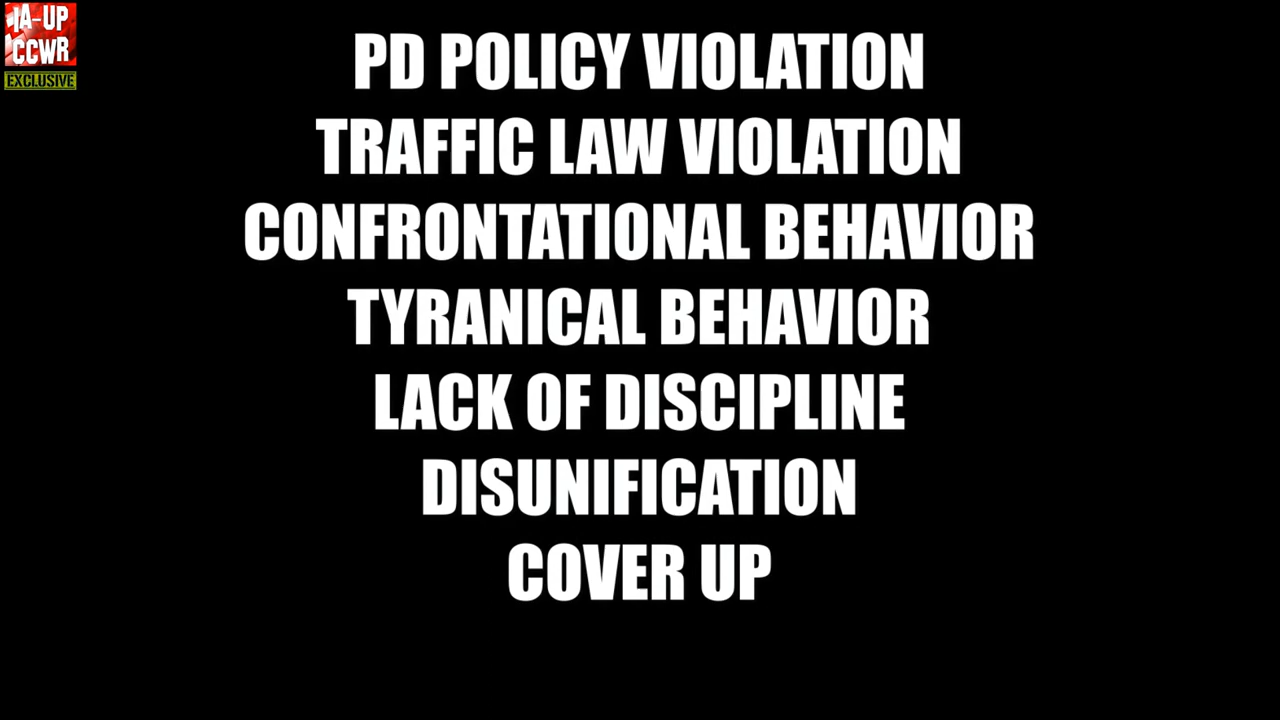 IA-UP
CCWR
EXCLUSIVE
PD POLICY VIOLATION
TRAFFIC LAW VIOLATION
CONFRONTATIONAL BEHAVIOR
TYRANICAL BEHAVIOR
LACK OF DISCIPLINE
DISUNIFICATION
COVER UP